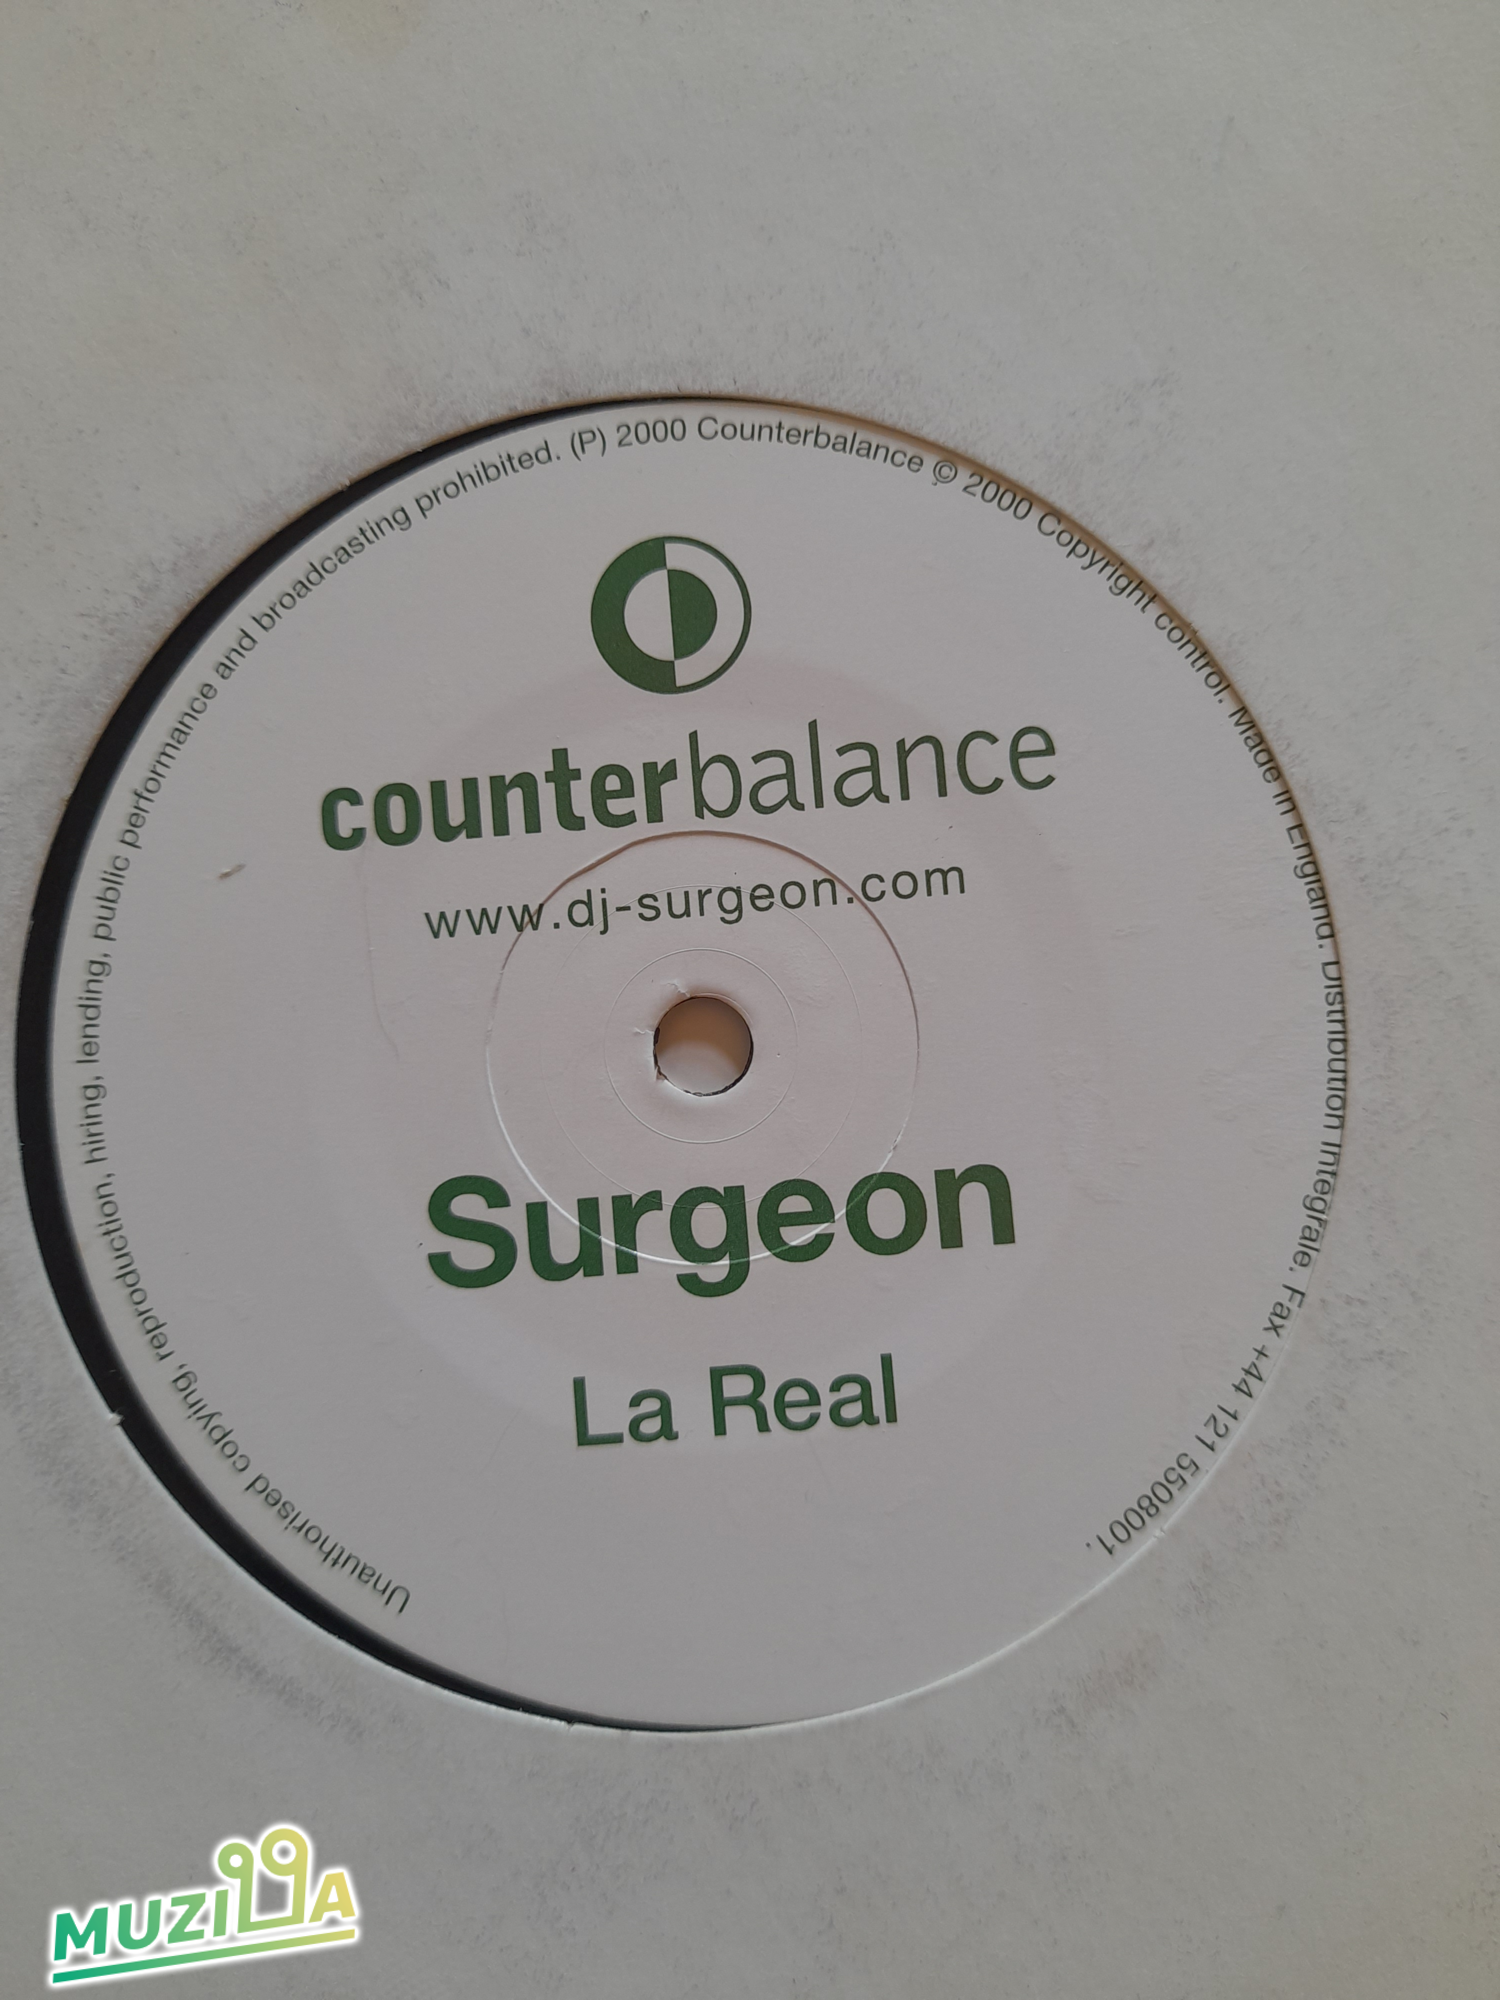 Unauthorised copying, reproduction, hiring, lending, public performance and broadcasting prohibited. (P) 2000 Counterbalance © 2000 Copyright control. Made in England. Distribution Integrale. Fax +44 121 5508001.
counterbalance
www.dj-surgeon.com
Surgeon
La Real
MUZILLA